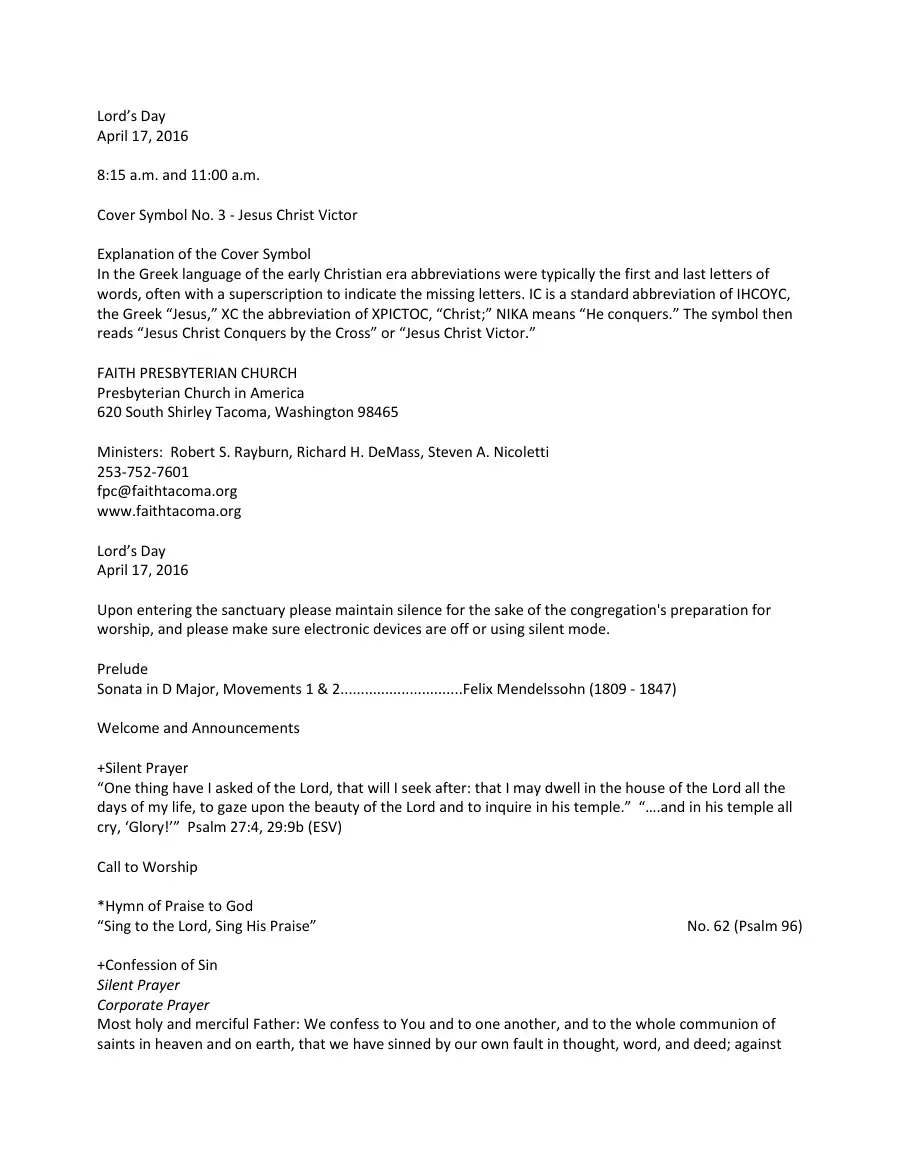 Lord’s Day
April 17, 2016
8:15 a.m. and 11:00 a.m.
Cover Symbol No. 3 - Jesus Christ Victor
Explanation of the Cover Symbol
In the Greek language of the early Christian era abbreviations were typically the first and last letters of
words, often with a superscription to indicate the missing letters. IC is a standard abbreviation of IHCOYC,
the Greek “Jesus,” XC the abbreviation of XPICTOC, “Christ;” NIKA means “He conquers.” The symbol then
reads “Jesus Christ Conquers by the Cross” or “Jesus Christ Victor.”
FAITH PRESBYTERIAN CHURCH
Presbyterian Church in America
620 South Shirley Tacoma, Washington 98465
Ministers:  Robert S. Rayburn, Richard H. DeMass, Steven A. Nicoletti
253-752-7601
fpc@faithtacoma.org
www.faithtacoma.org
Lord’s Day
April 17, 2016
Upon entering the sanctuary please maintain silence for the sake of the congregation's preparation for
worship, and please make sure electronic devices are off or using silent mode.
Prelude
Sonata in D Major, Movements 1 & 2..............................Felix Mendelssohn (1809 - 1847)
Welcome and Announcements
+Silent Prayer
“One thing have I asked of the Lord, that will I seek after: that I may dwell in the house of the Lord all the
days of my life, to gaze upon the beauty of the Lord and to inquire in his temple.”  “….and in his temple all
cry, ‘Glory!’”  Psalm 27:4, 29:9b (ESV)
Call to Worship
*Hymn of Praise to God
“Sing to the Lord, Sing His Praise” No. 62 (Psalm 96)
+Confession of Sin
Silent Prayer
Corporate Prayer
Most holy and merciful Father: We confess to You and to one another, and to the whole communion of
saints in heaven and on earth, that we have sinned by our own fault in thought, word, and deed; against